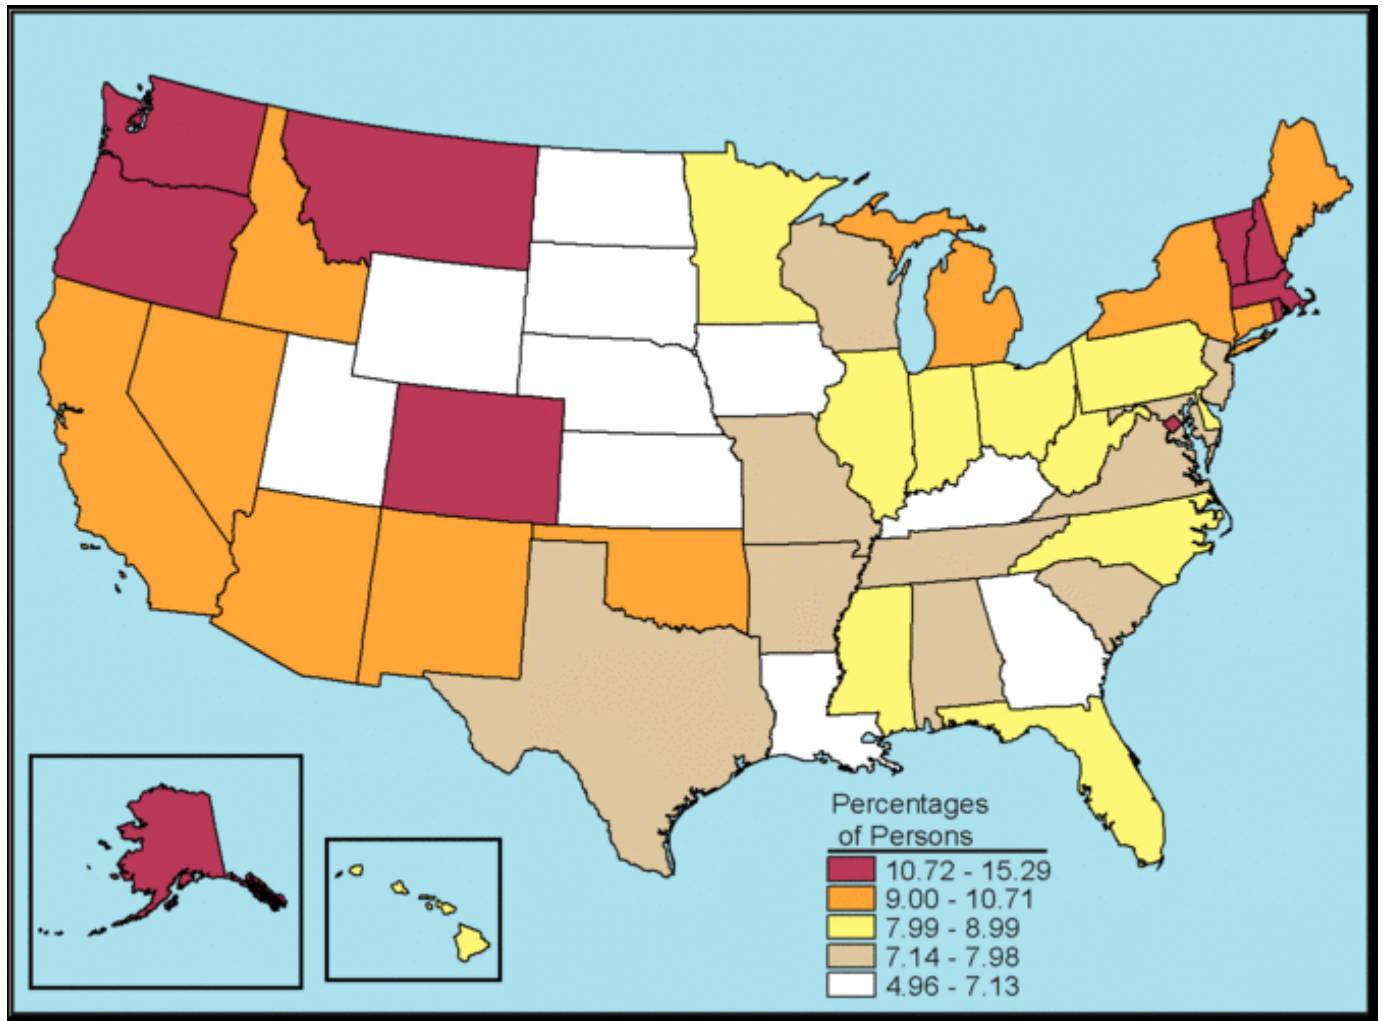 Percentages
of Persons
10.72 - 15.29
9.00 - 10.71
7.99 - 8.99
7.14 - 7.98
4.96 - 7.13